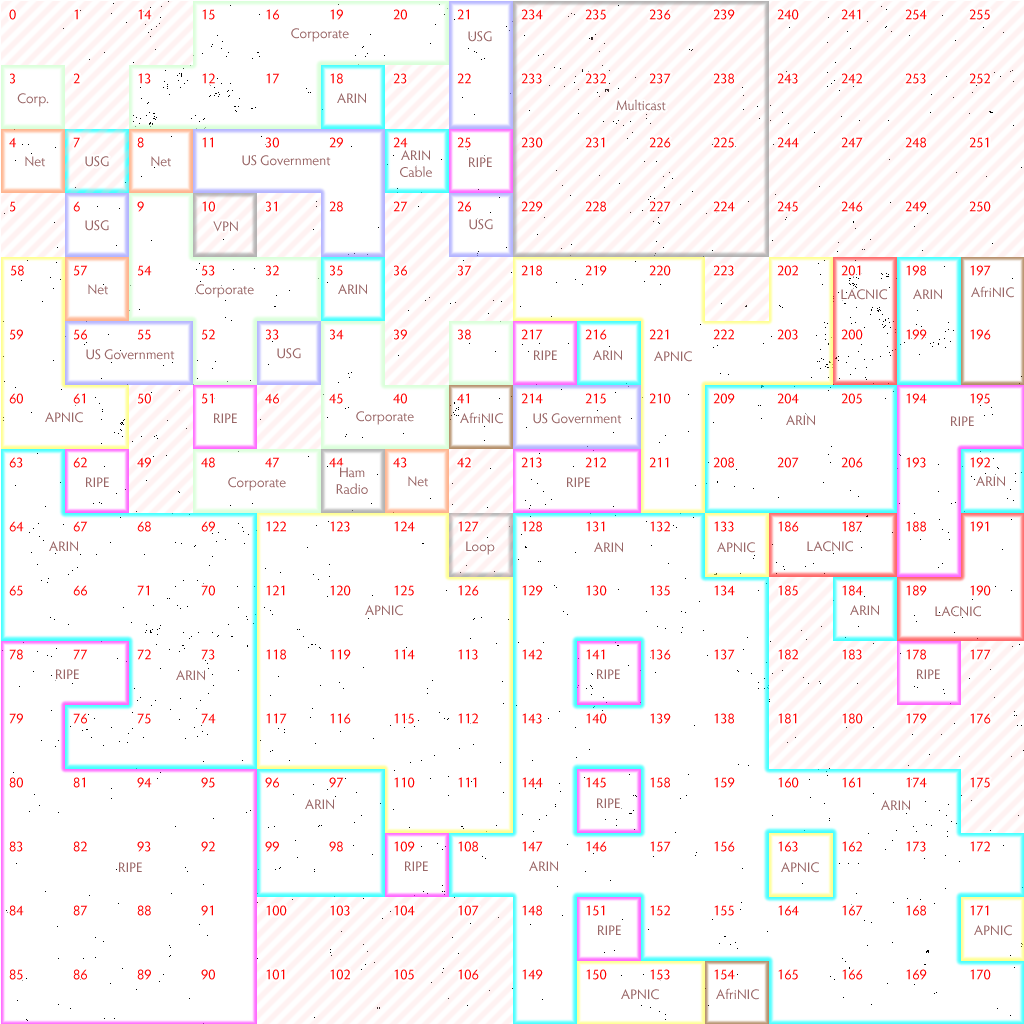 0 1 14 15 16 19 20 21 234 235 236 239 240 241 254 255
Corporate USG
3 2 13 12 17 18 23 22 233 232 237 238 243 242 253 252
Corp. ARIN Multicast
4 7 8 11 30 29 24 25 230 231 226 225 244 247 248 251
Net USG Net US Government ARIN RIPE
Cable
5 6 9 10 31 28 27 26 229 228 227 224 245 246 249 250
USG VPN USG
58 57 54 53 32 35 36 37 218 219 220 223 202 201 198 197
Net Corporate ARIN LACNIC ARIN AfriNIC
59 56 55 52 33 34 39 38 217 216 221 222 203 200 199 196
US Government USG RIPE ARIN APNIC
60 61 50 51 46 45 40 41 214 215 210 209 204 205 194 195
APNIC RIPE Corporate AfriNIC US Government ARIN RIPE
63 62 49 48 47 44 43 42 213 212 211 208 207 206 193 192
RIPE Corporate Ham Net RIPE ARIN
Radio
64 67 68 69 122 123 124 127 128 131 132 133 186 187 188 191
ARIN Loop ARIN APNIC LACNIC
65 66 71 70 121 120 125 126 129 130 135 134 185 184 189 190
APNIC ARIN LACNIC
78 77 72 73 118 119 114 113 142 141 136 137 182 183 178 177
RIPE ARIN RIPE RIPE
79 76 75 74 117 116 115 112 143 140 139 138 181 180 179 176
80 81 94 95 96 97 110 111 144 145 158 159 160 161 174 175
ARIN RIPE ARIN
83 82 93 92 99 98 109 108 147 146 157 156 163 162 173 172
RIPE RIPE ARIN APNIC
84 87 88 91 100 103 104 107 148 151 152 155 164 167 168 171
RIPE APNIC
85 86 89 90 101 102 105 106 149 150 153 154 165 166 169 170
APNIC AfriNIC